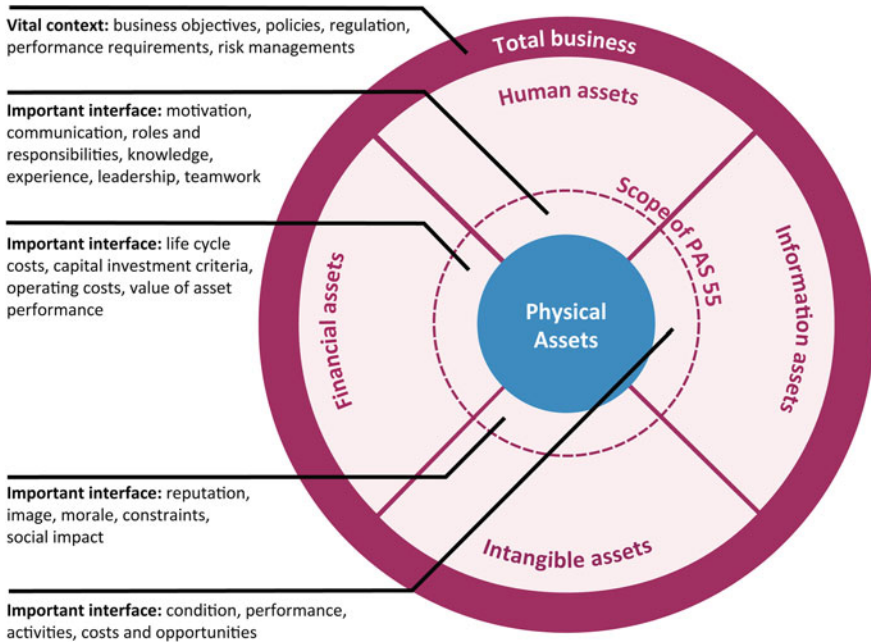 Vital context: business objectives, policies, regulation,
performance requirements, risk managements
Important interface: motivation,
communication, roles and
responsibilities, knowledge,
experience, leadership, teamwork
Important interface: life cycle
costs, capital investment criteria,
operating costs, value of asset
performance
Important interface: reputation,
image, morale, constraints,
social impact
Important interface: condition, performance,
activities, costs and opportunities
Total business
Human assets
Scope of PAS 55
Financial assets
Physical
Assets
Information assets
Intangible assets